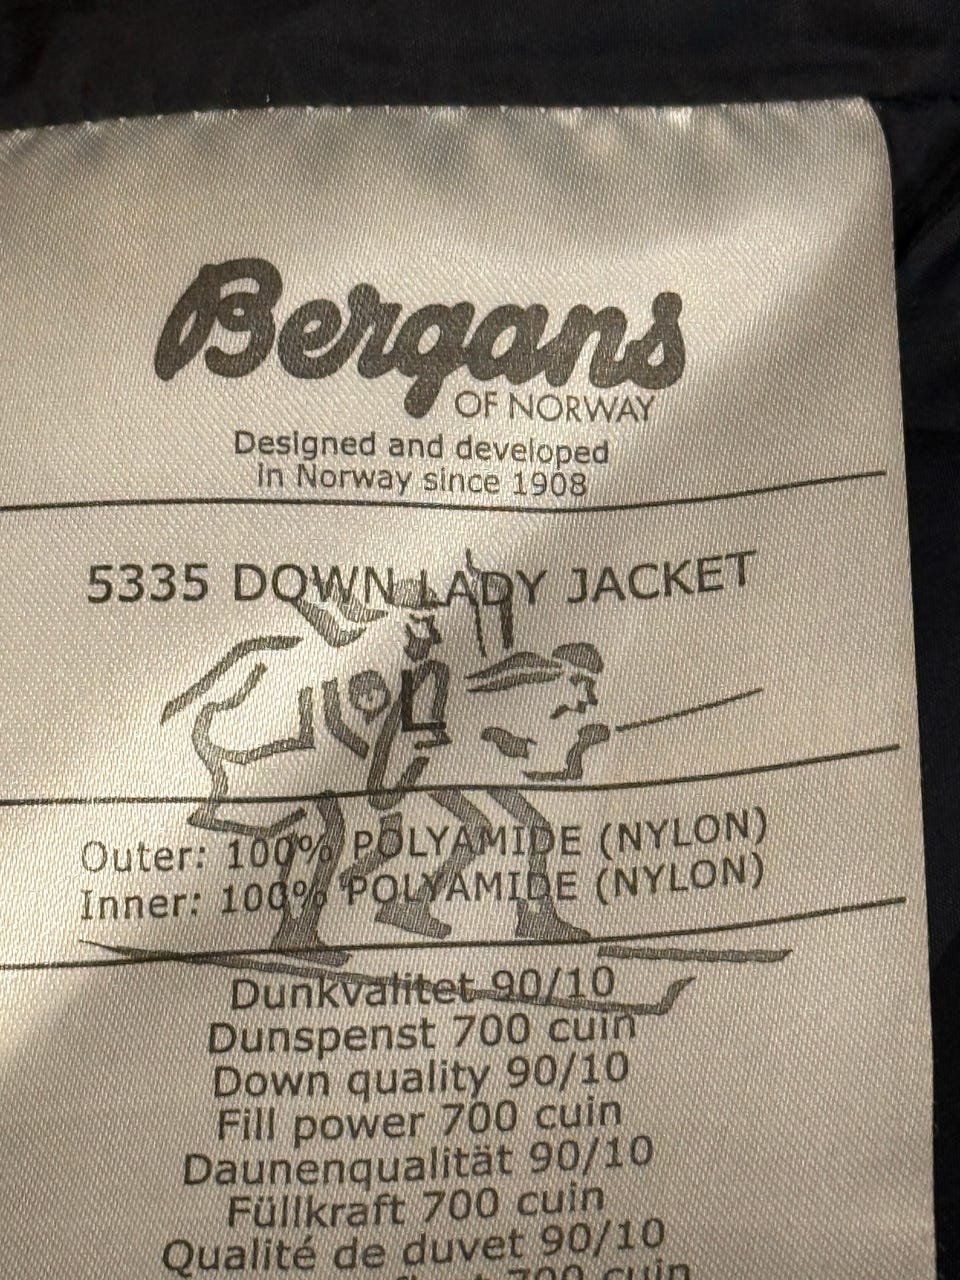 Bergans
OF NORWAY
Designed and developed
in Norway since 1908
5335 DOWN LADY JACKET
Outer: 100% POLYAMIDE (NYLON)
Inner: 100% POLYAMIDE (NYLON)
Dunkvalitet 90/10
Dunspenst 700 cuin
Down quality 90/10
Fill power 700 cuin
Daunenqualität 90/10
Füllkraft 700 cuin
Qualité de duvet 90/10
700 cuin